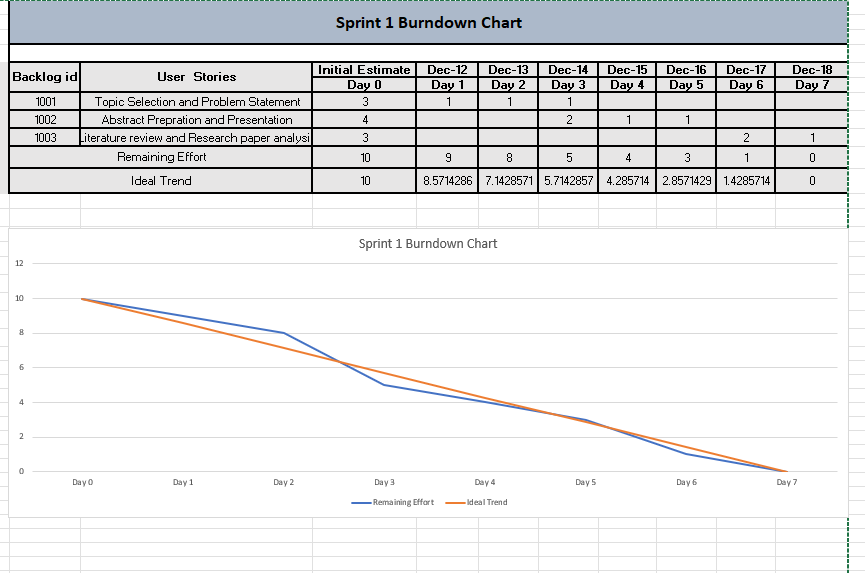 Sprint 1 Burndown Chart
Backlog id User Stories Initial Estimate Dec-12 Dec-13 Dec-14 Dec-15 Dec-16 Dec-17 Dec-18
Day 0 Day 1 Day 2 Day 3 Day 4 Day 5 Day 6 Day 7
1001 Topic Selection and Problem Statement 3 1 1 1
1002 Abstract Prepration and Presentation 4 2 1 1
1003 iterature review and Research paper analysi 3 2 1
Remaining Effort 10 9 8 5 4 3 1 0
Ideal Trend 10 8.5714286 7.1428571 5.7142857 4.285714 2.8571429 1.4285714 0
Sprint 1 Burndown Chart
12
10
8
6
4
2
0
Day 0 Day 1 Day 2 Day 3 Day 4 Day 5 Day 6 Day 7
Remaining Effort Ideal Trend